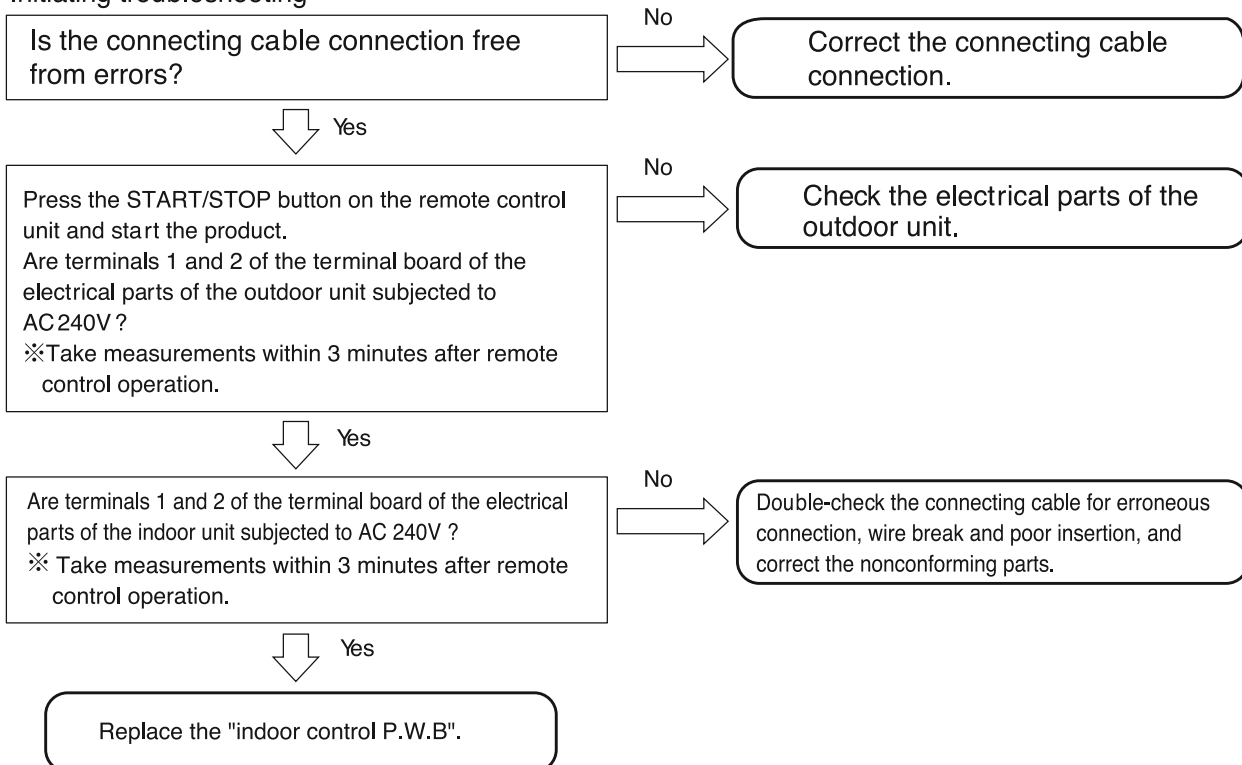 Initiating troubleshooting
Is the connecting cable connection free
from errors?
No
Correct the connecting cable
connection.
Yes
Press the START/STOP button on the remote control
unit and start the product.
Are terminals 1 and 2 of the terminal board of the
electrical parts of the outdoor unit subjected to
AC 240V ?
※Take measurements within 3 minutes after remote
control operation.
No
Check the electrical parts of the
outdoor unit.
Yes
Are terminals 1 and 2 of the terminal board of the electrical
parts of the indoor unit subjected to AC 240V ?
※ Take measurements within 3 minutes after remote
control operation.
No
Double-check the connecting cable for erroneous
connection, wire break and poor insertion, and
correct the nonconforming parts.
Yes
Replace the "indoor control P.W.B".